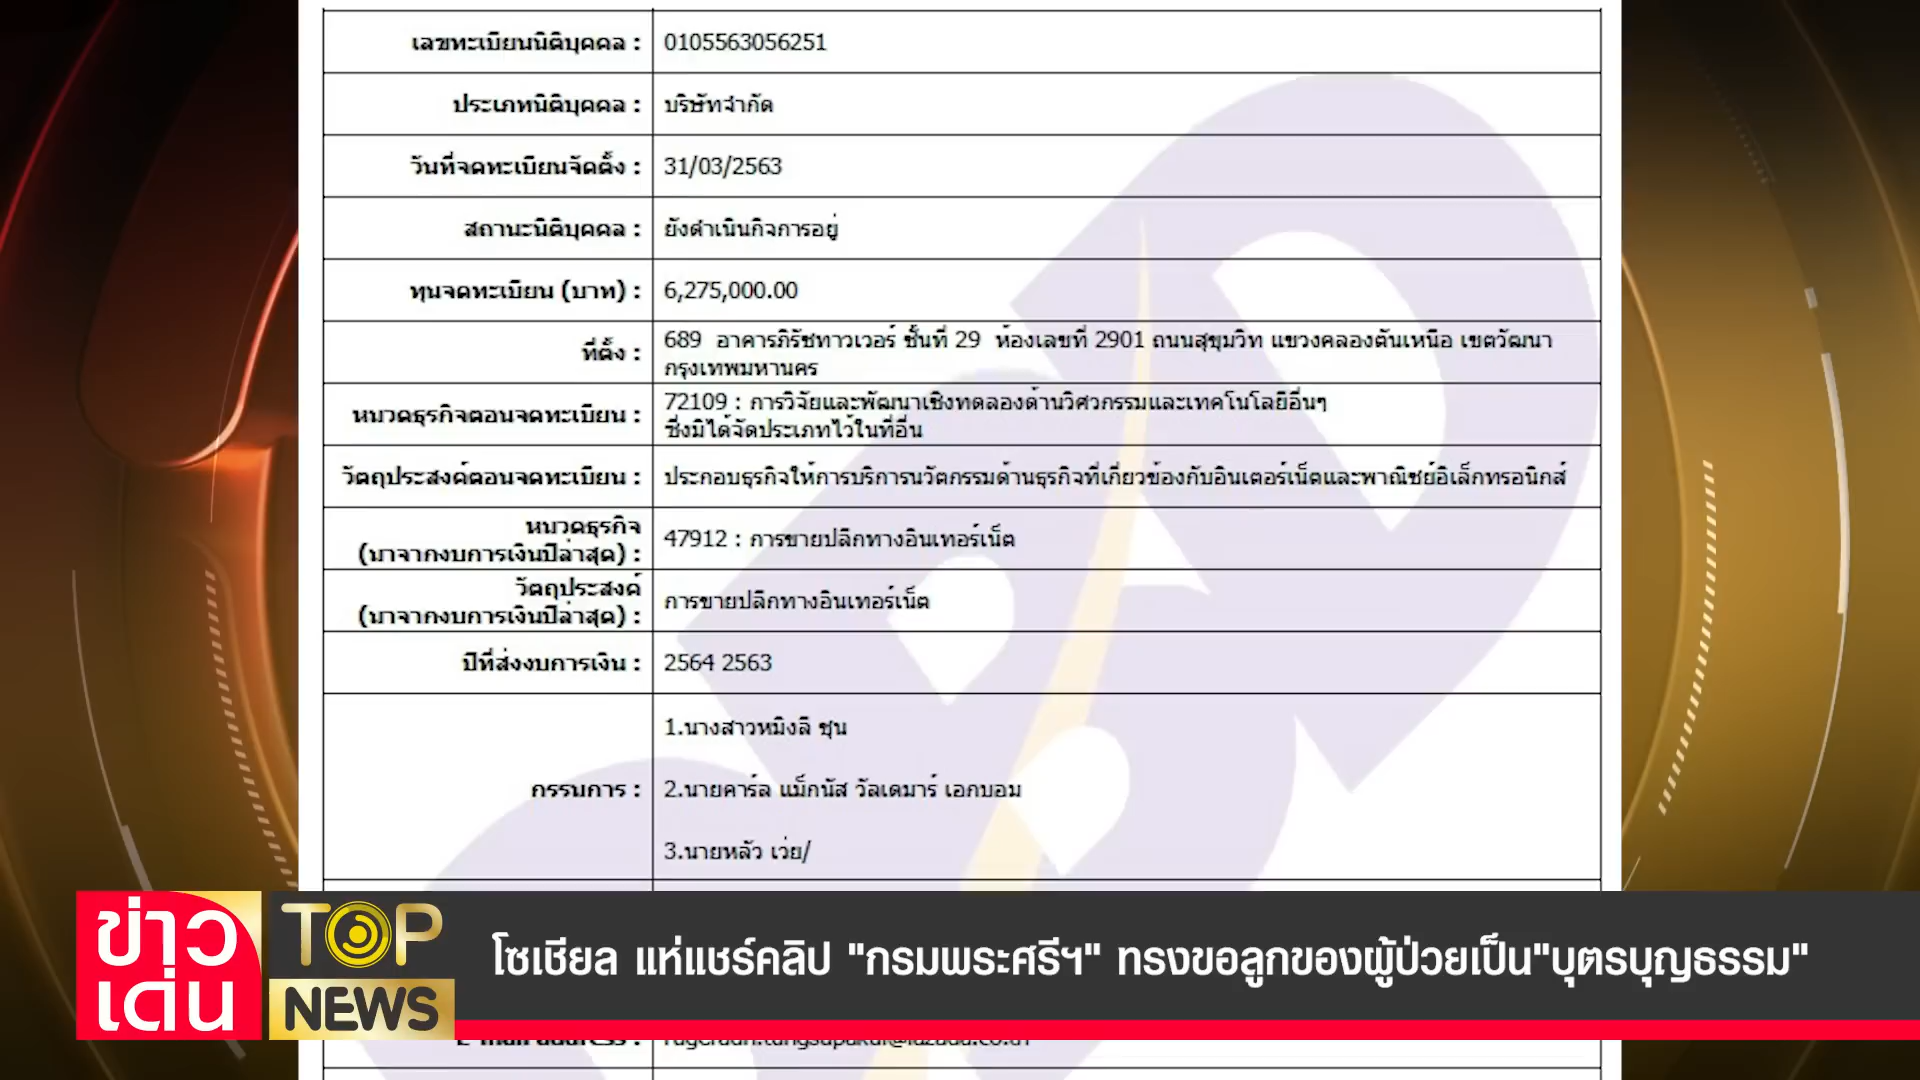 เลขทะเบียนนิติบุคคล : 0105563056251
ประเภทนิติบุคคล : บริษัทจำกัด
วันที่จดทะเบียนจัดตั้ง : 31/03/2563
สถานะนิติบุคคล : ยังดำเนินกิจการอยู่
ทุนจดทะเบียน (บาท) : 6,275,000.00
ที่ตั้ง : 689 อาคารภิรัชทาวเวอร์ ชั้นที่ 29 ห้องเลขที่ 2901 ถนนสุขุมวิท แขวงคลองตันเหนือ เขตวัฒนา
กรุงเทพมหานคร
หมวดธุรกิจตอนจดทะเบียน : 72109 : การวิจัยและพัฒนาเชิงทดลองด้านวิศวกรรมและเทคโนโลยีอื่นๆ
ซึ่งมิได้จัดประเภทไว้ในที่อื่น
วัตถุประสงค์ตอนจดทะเบียน : ประกอบธุรกิจให้การบริการนวัตกรรมด้านธุรกิจที่เกี่ยวข้องกับอินเตอร์เน็ตและพาณิชย์อิเล็กทรอนิกส์
หมวดธุรกิจ
(มาจากงบการเงินปีล่าสุด) : 47912 : การขายปลีกทางอินเทอร์เน็ต
วัตถุประสงค์
(มาจากงบการเงินปีล่าสุด) : การขายปลีกทางอินเทอร์เน็ต
ปีที่ส่งงบการเงิน : 2564 2563
กรรมการ :
1.นางสาวหมิงลี ชุน
2.นายคาร์ล แม็กนัส วัลเดมาร์ เอกบอม
3.นายหลัว เว่ย/
ข่าว
เด่น
TOP
NEWS
โซเชียล แห่แชร์คลิป "กรมพระศรีฯ" ทรงขอลูกของผู้ป่วยเป็น"บุตรบุญธรรม"